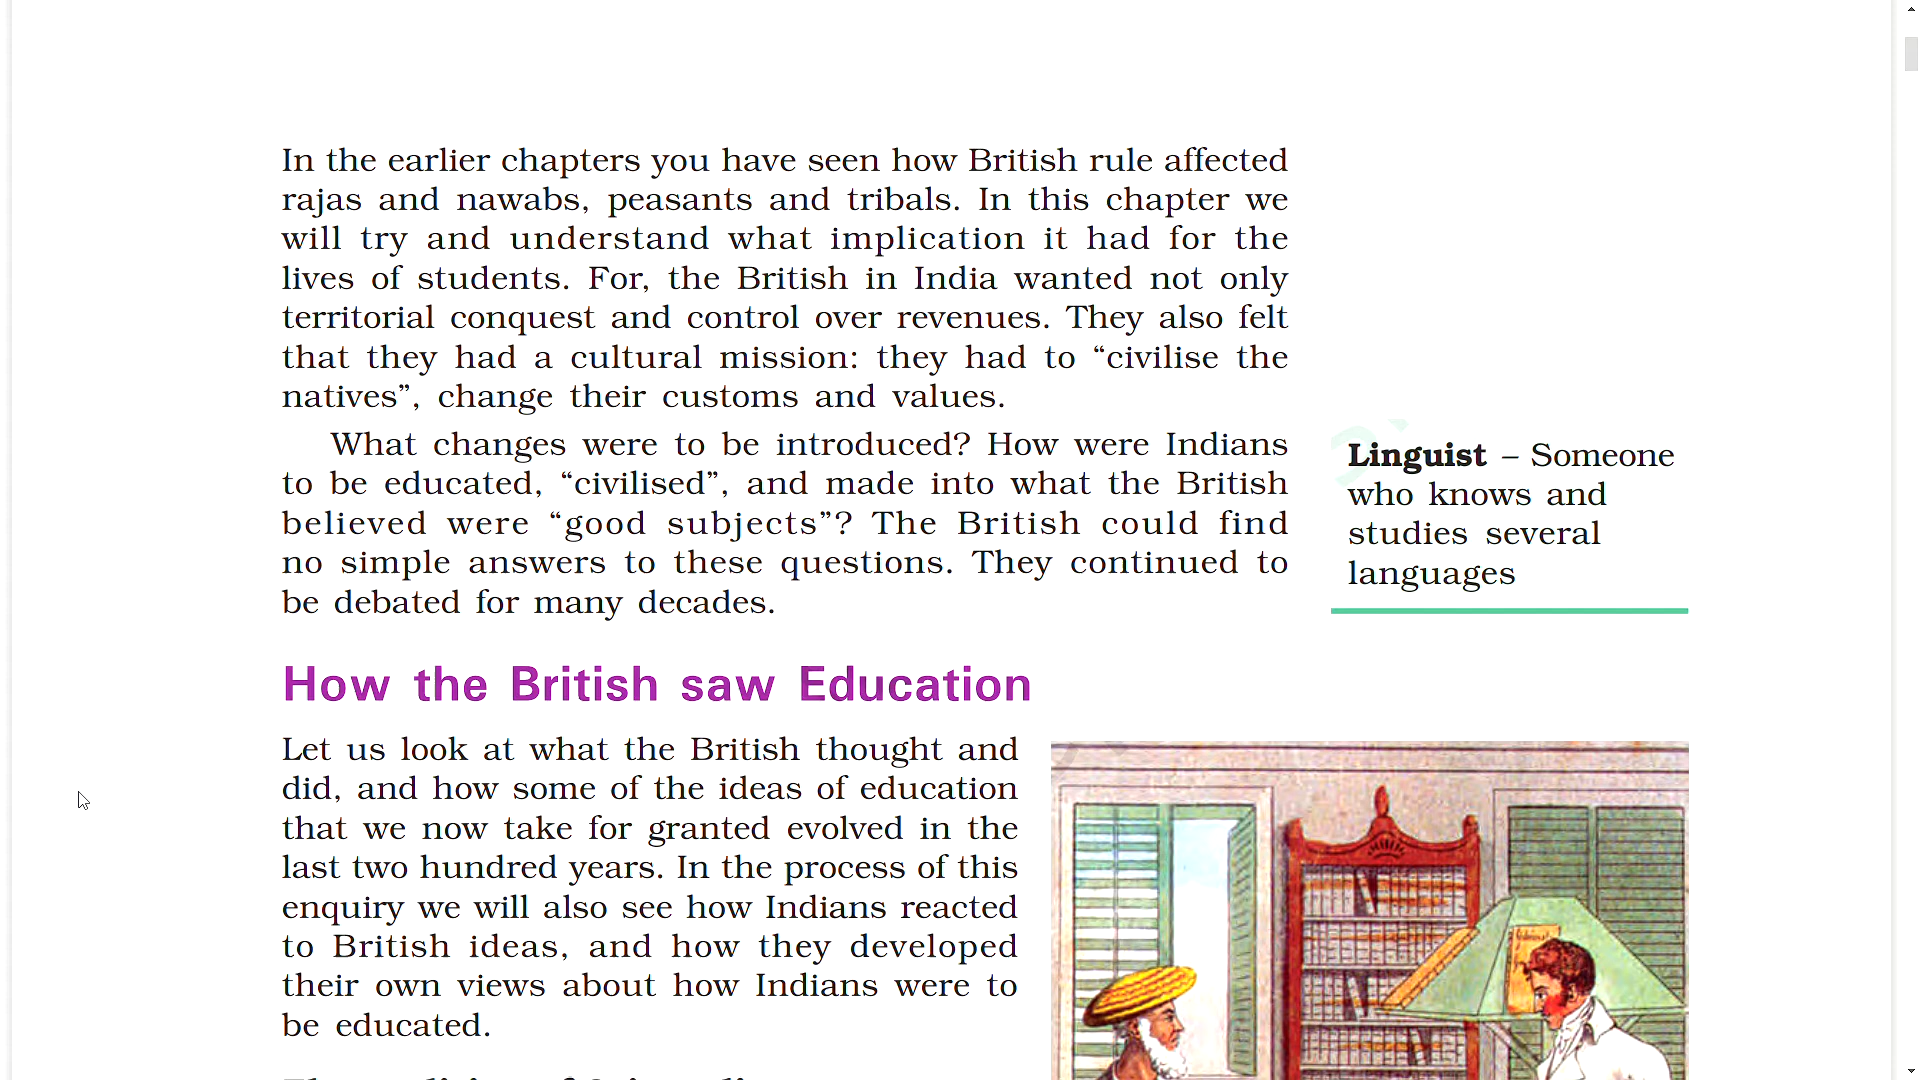 In the earlier chapters you have seen how British rule affected
rajas and nawabs, peasants and tribals. In this chapter we
will try and understand what implication it had for the
lives of students. For, the British in India wanted not only
territorial conquest and control over revenues. They also felt
that they had a cultural mission: they had to “civilise the
natives”, change their customs and values.
What changes were to be introduced? How were Indians
to be educated, “civilised”, and made into what the British
believed were “good subjects”? The British could find
no simple answers to these questions. They continued to
be debated for many decades.
Linguist – Someone
who knows and
studies several
languages
How the British saw Education
Let us look at what the British thought and
did, and how some of the ideas of education
that we now take for granted evolved in the
last two hundred years. In the process of this
enquiry we will also see how Indians reacted
to British ideas, and how they developed
their own views about how Indians were to
be educated.